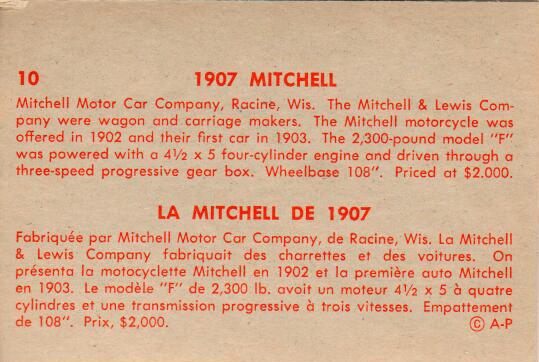 10
1907 MITCHELL
Mitchell Motor Car Company, Racine, Wis. The Mitchell & Lewis Com-
pany were wagon and carriage makers. The Mitchell motorcycle was
offered in 1902 and their first car in 1903. The 2,300-pound model "F"
was powered with a 4½ x 5 four-cylinder engine and driven through a
three-speed progressive gear box. Wheelbase 108". Priced at $2.000.
LA MITCHELL DE 1907
Fabriquée par Mitchell Motor Car Company, de Racine, Wis. La Mitchell
& Lewis Company fabriquait des charrettes et des voitures. On
présenta la motocyclette Mitchell en 1902 et la première auto Mitchell
en 1903. Le modèle "F" de 2,300 lb. avoit un moteur 4½ x 5 à quatre
cylindres et une transmission progressive à trois vitesses. Empattement
de 108". Prix, $2,000.
© A-P